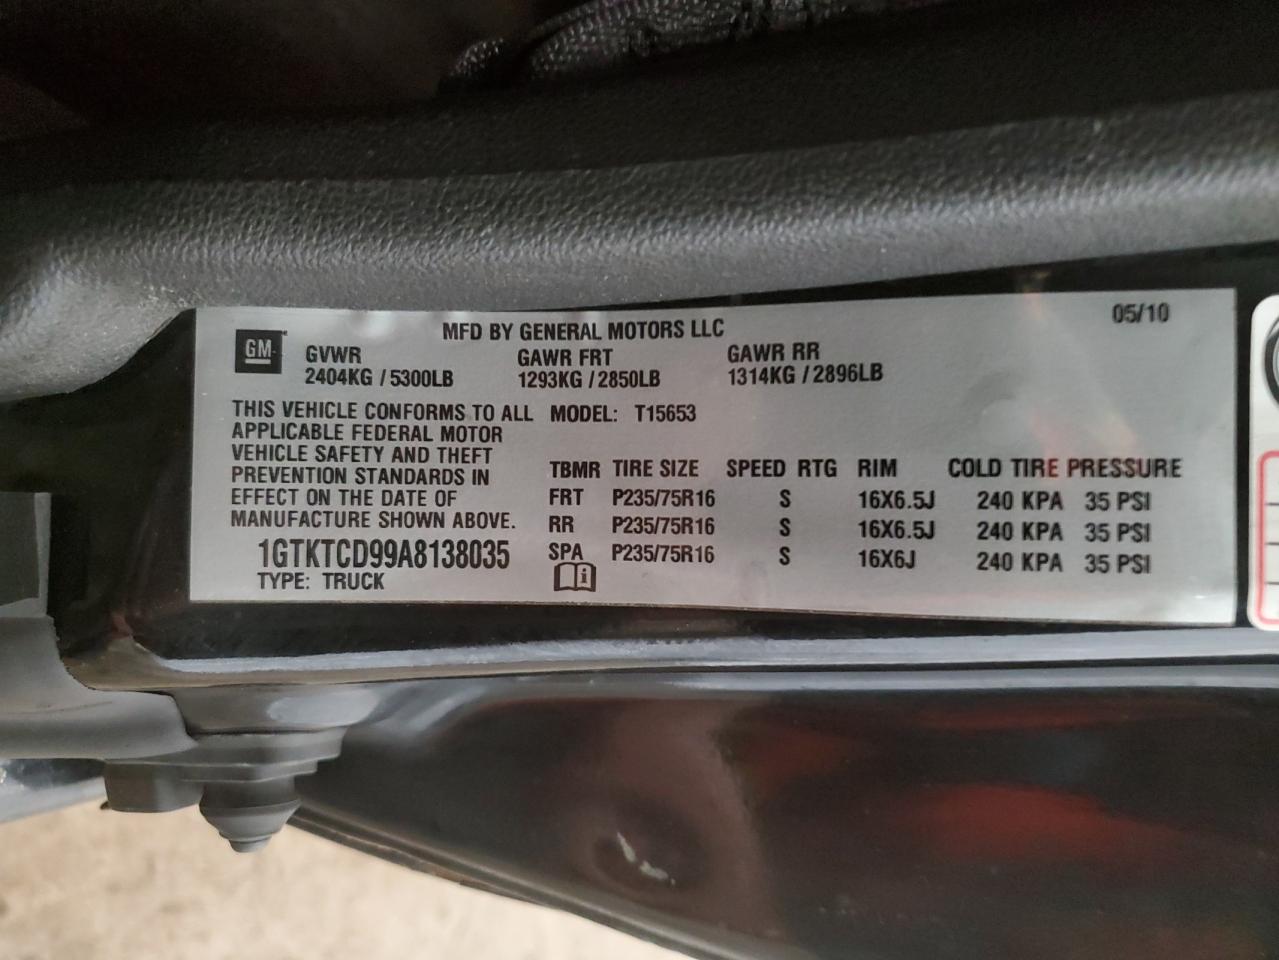 MFD BY GENERAL MOTORS LLC 05/10
GM
GVWR GAWR FRT GAWR RR
2404KG / 5300LB 1293KG / 2850LB 1314KG / 2896LB
THIS VEHICLE CONFORMS TO ALL
APPLICABLE FEDERAL MOTOR
VEHICLE SAFETY AND THEFT
PREVENTION STANDARDS IN
EFFECT ON THE DATE OF
MANUFACTURE SHOWN ABOVE.
1GTKTCD99A8138035
TYPE: TRUCK
MODEL: T15653
TBMR TIRE SIZE SPEED RTG RIM COLD TIRE PRESSURE
FRT P235/75R16 S 16X6.5J 240 KPA 35 PSI
RR P235/75R16 S 16X6.5J 240 KPA 35 PSI
SPA P235/75R16 S 16X6J 240 KPA 35 PSI